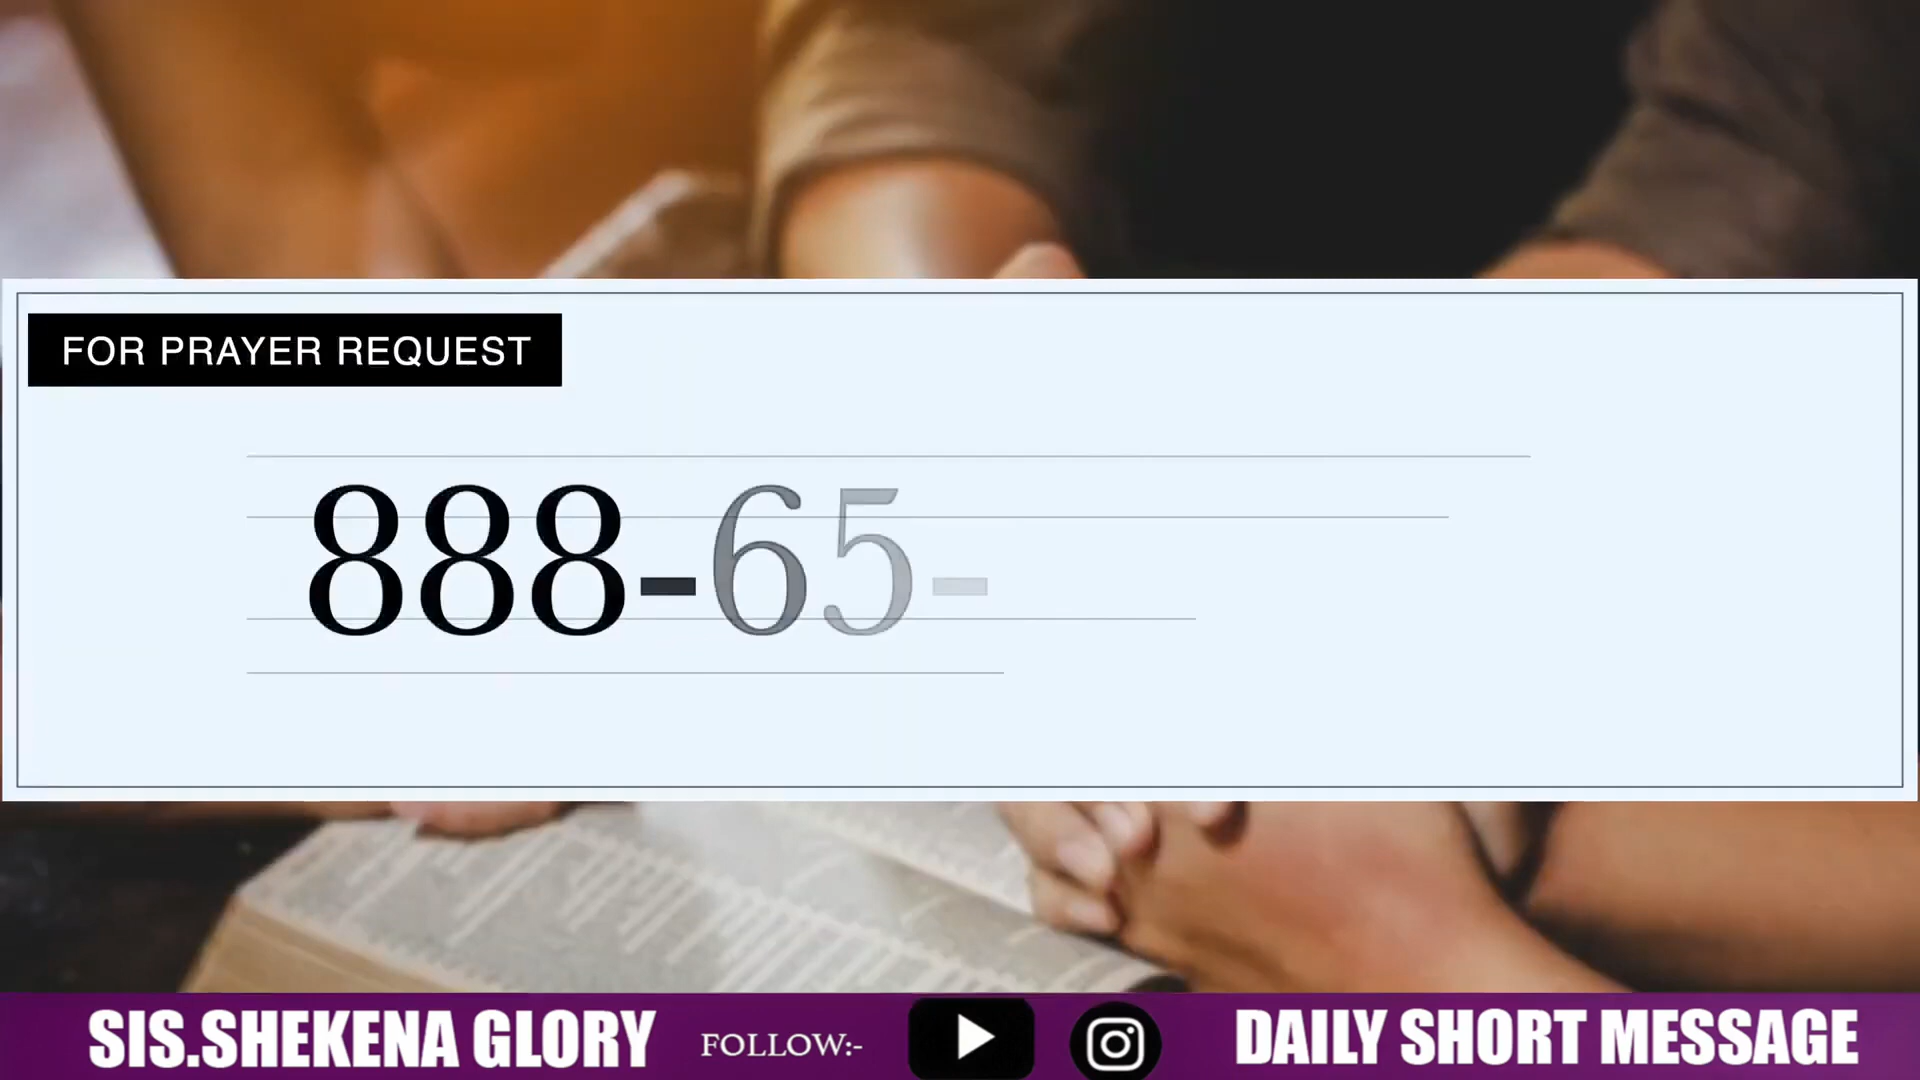 FOR PRAYER REQUEST
888-65-
SIS.SHEKENA GLORY FOLLOW:- DAILY SHORT MESSAGE